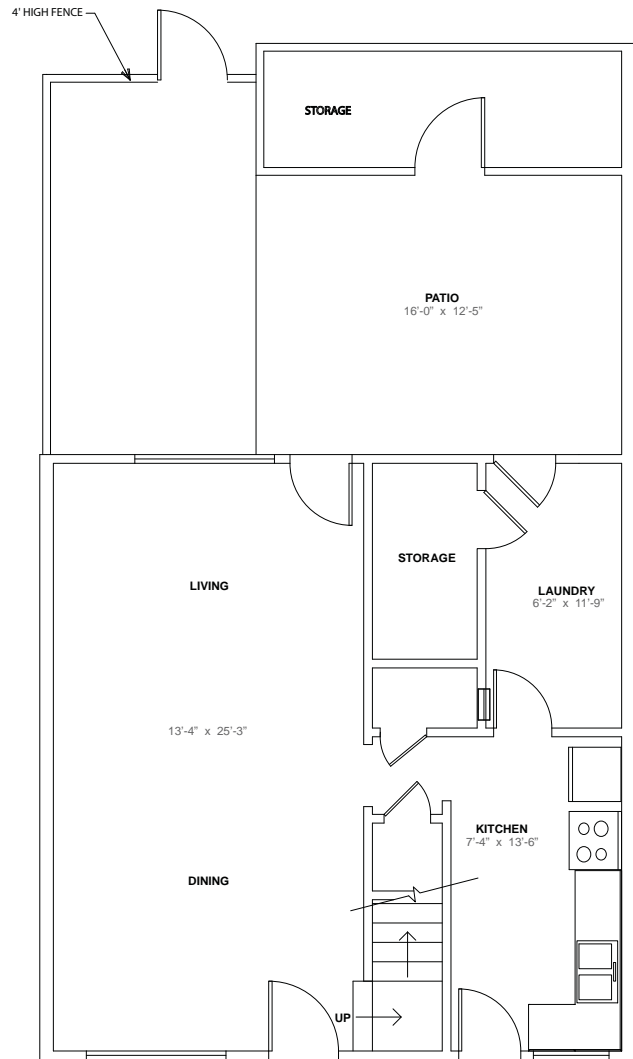 4' HIGH FENCE
STORAGE
PATIO
16’-0” x 12’-5”
STORAGE
LIVING
LAUNDRY
6’-2” x 11’-9”
13’-4” x 25’-3”
KITCHEN
7’-4” x 13’-6”
DINING
UP